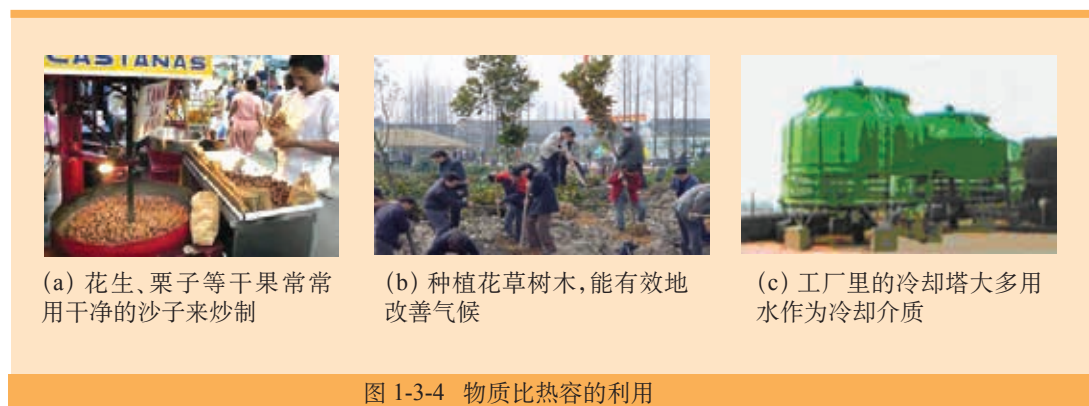 CASTANAS
(a) 花生、栗子等干果常常
用干净的沙子来炒制
(b) 种植花草树木,能有效地
改善气候
(c) 工厂里的冷却塔大多用
水作为冷却介质
图 1-3-4 物质比热容的利用